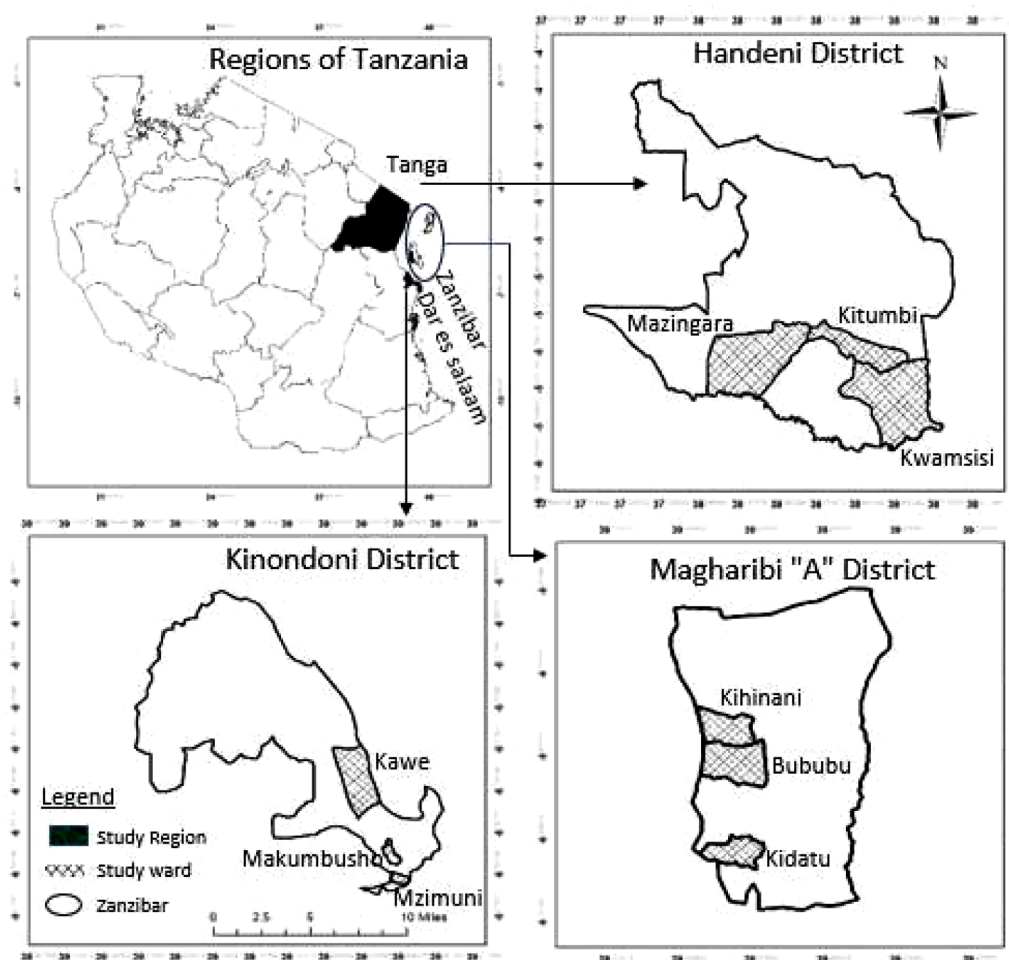 Regions of Tanzania
Tanga
Zanzibar
Dar es salaam
Handeni District
N
Mazingara
Kitumbi
Kwamsisi
Kinondoni District
Kawe
Makumbusho
Mzimuni
Legend
Study Region
Study ward
Zanzibar
0 2.5 5 10 Miles
Magharibi "A" District
Kihinani
Bububu
Kidatu